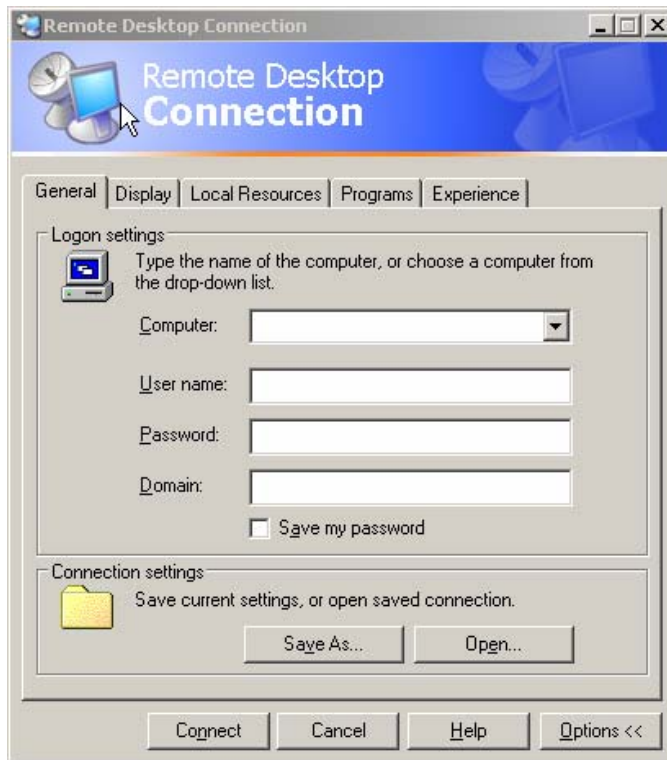 Remote Desktop Connection
Remote Desktop
Connection
General Display Local Resources Programs Experience
Logon settings
Type the name of the computer, or choose a computer from
the drop-down list.
Computer:
User name:
Password:
Domain:
Save my password
Connection settings
Save current settings, or open saved connection.
Save As... Open...
Connect Cancel Help Options <<